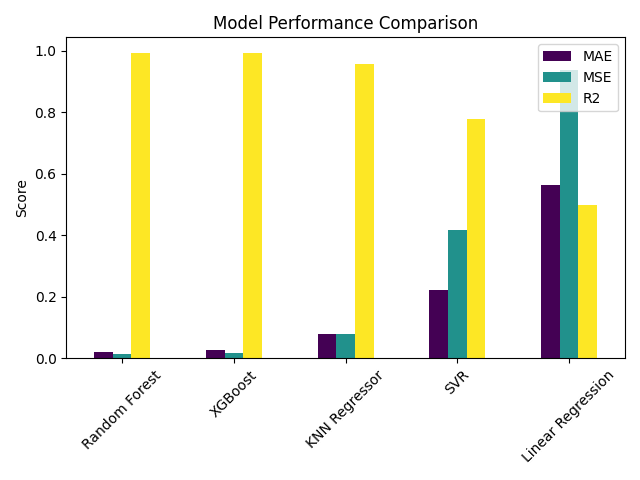 Model Performance Comparison
MAE
MSE
R2
Score
1.0
0.8
0.6
0.4
0.2
0.0
Random Forest
XGBoost
KNN Regressor
SVR
Linear Regression